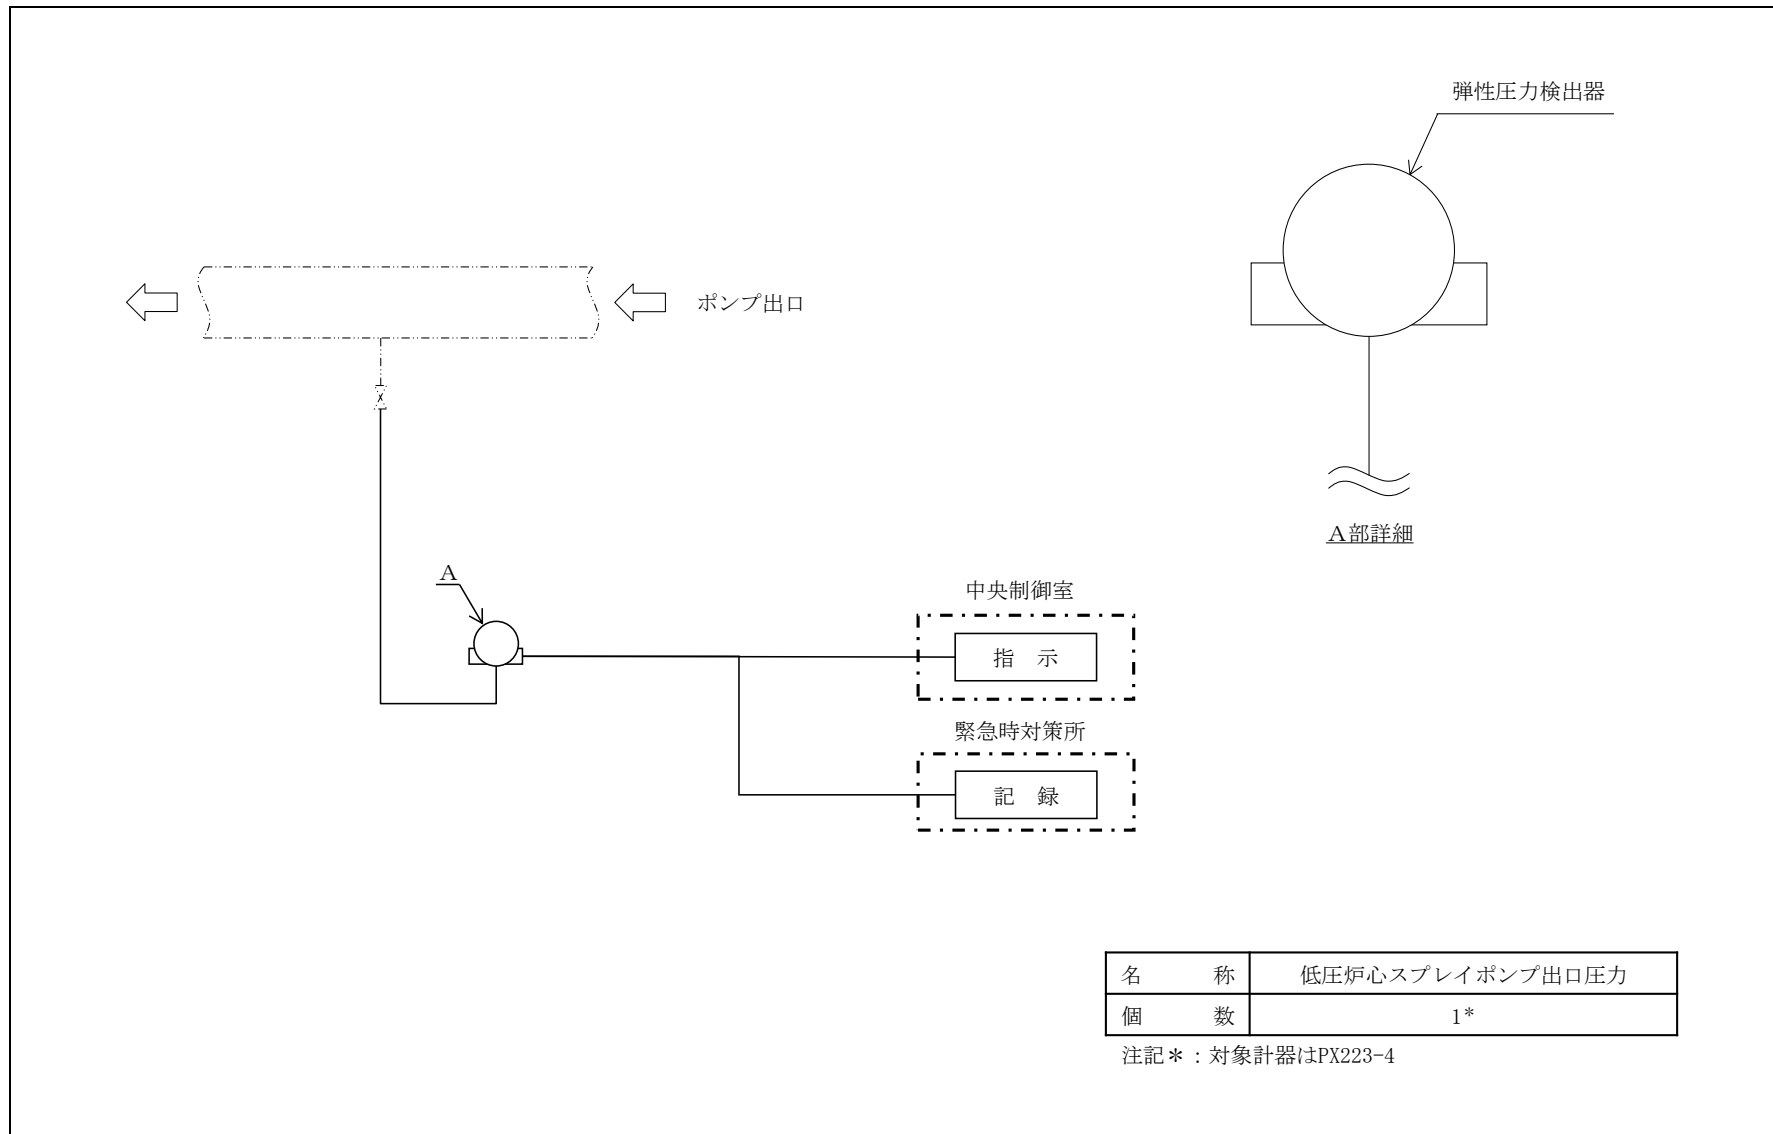 弾性圧力検出器
ポンプ出口
A部詳細
A
中央制御室
指 示
緊急時対策所
記 録
名 称 低圧炉心スプレイポンプ出口圧力
個 数 1*
注記＊：対象計器はPX223-4